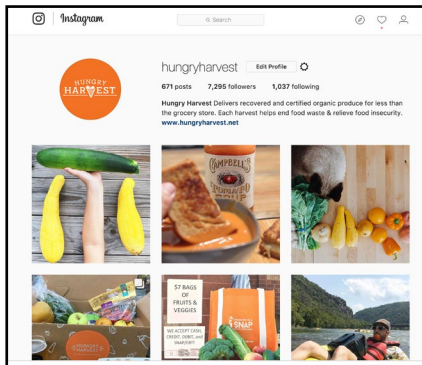 Instagram
Search
hungryharvest Edit Profile
671 posts 7,295 followers 1,037 following
Hungry Harvest Delivers recovered and certified organic produce for less than
the grocery store. Each harvest helps end food waste & relieve food insecurity.
www.hungryharvest.net
HUNGRY
HARVEST
CAMPBELL'S
TOMATO
SOUP
HUNGRY
HARVEST
$7 BAGS
OF
FRUITS &
VEGGIES
WE ACCEPT CASH,
CREDIT, DEBIT, and
SNAP/EBT!
SNAP